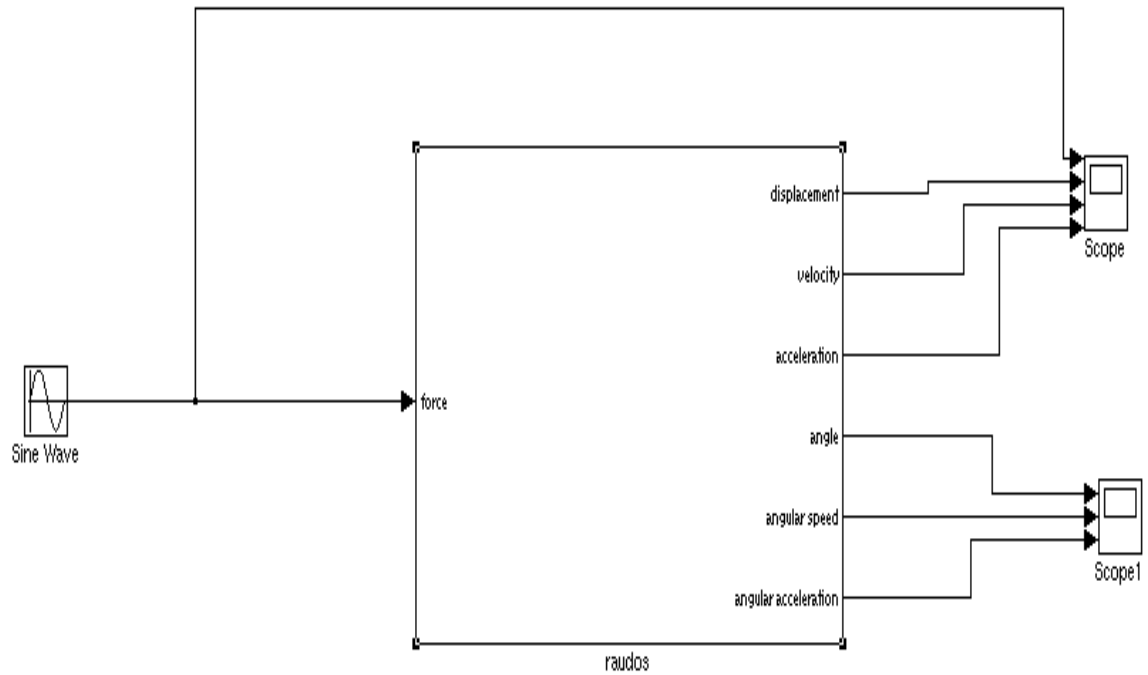 displacement
Scope
velocity
acceleration
force
angle
Sine Wave
angular speed
Scope1
angular acceleration
raudos